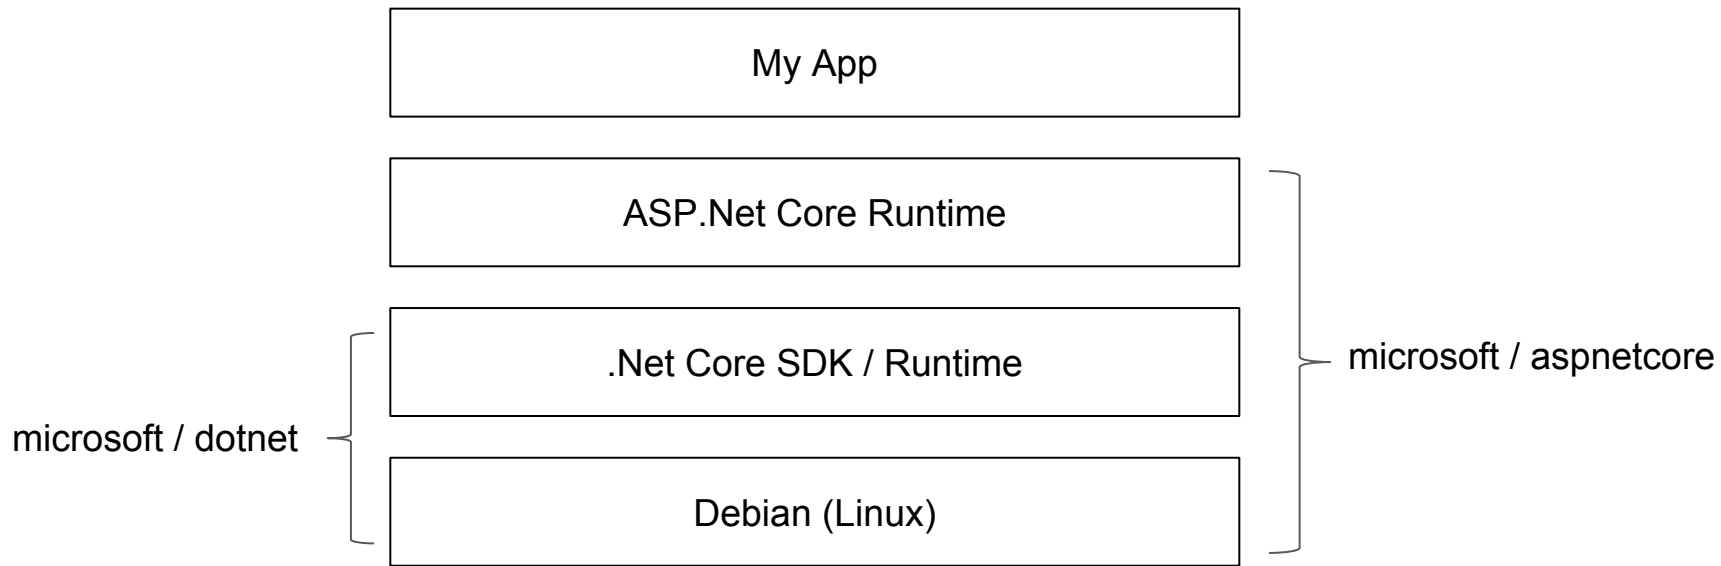 My App
ASP.Net Core Runtime
.Net Core SDK / Runtime
microsoft / aspnetcore
microsoft / dotnet
Debian (Linux)